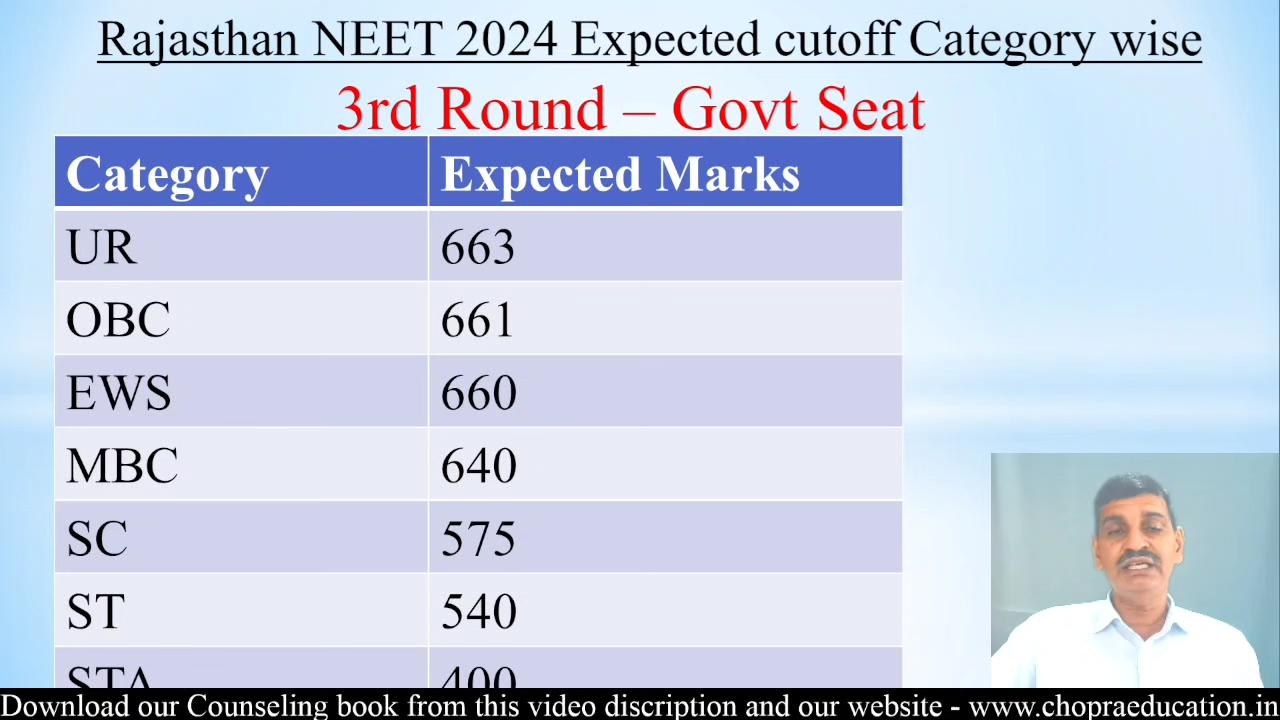 Rajasthan NEET 2024 Expected cutoff Category wise
3rd Round – Govt Seat
Category Expected Marks
UR 663
OBC 661
EWS 660
MBC 640
SC 575
ST 540
STA 400
Download our Counseling book from this video discription and our website - www.chopraeducation.in